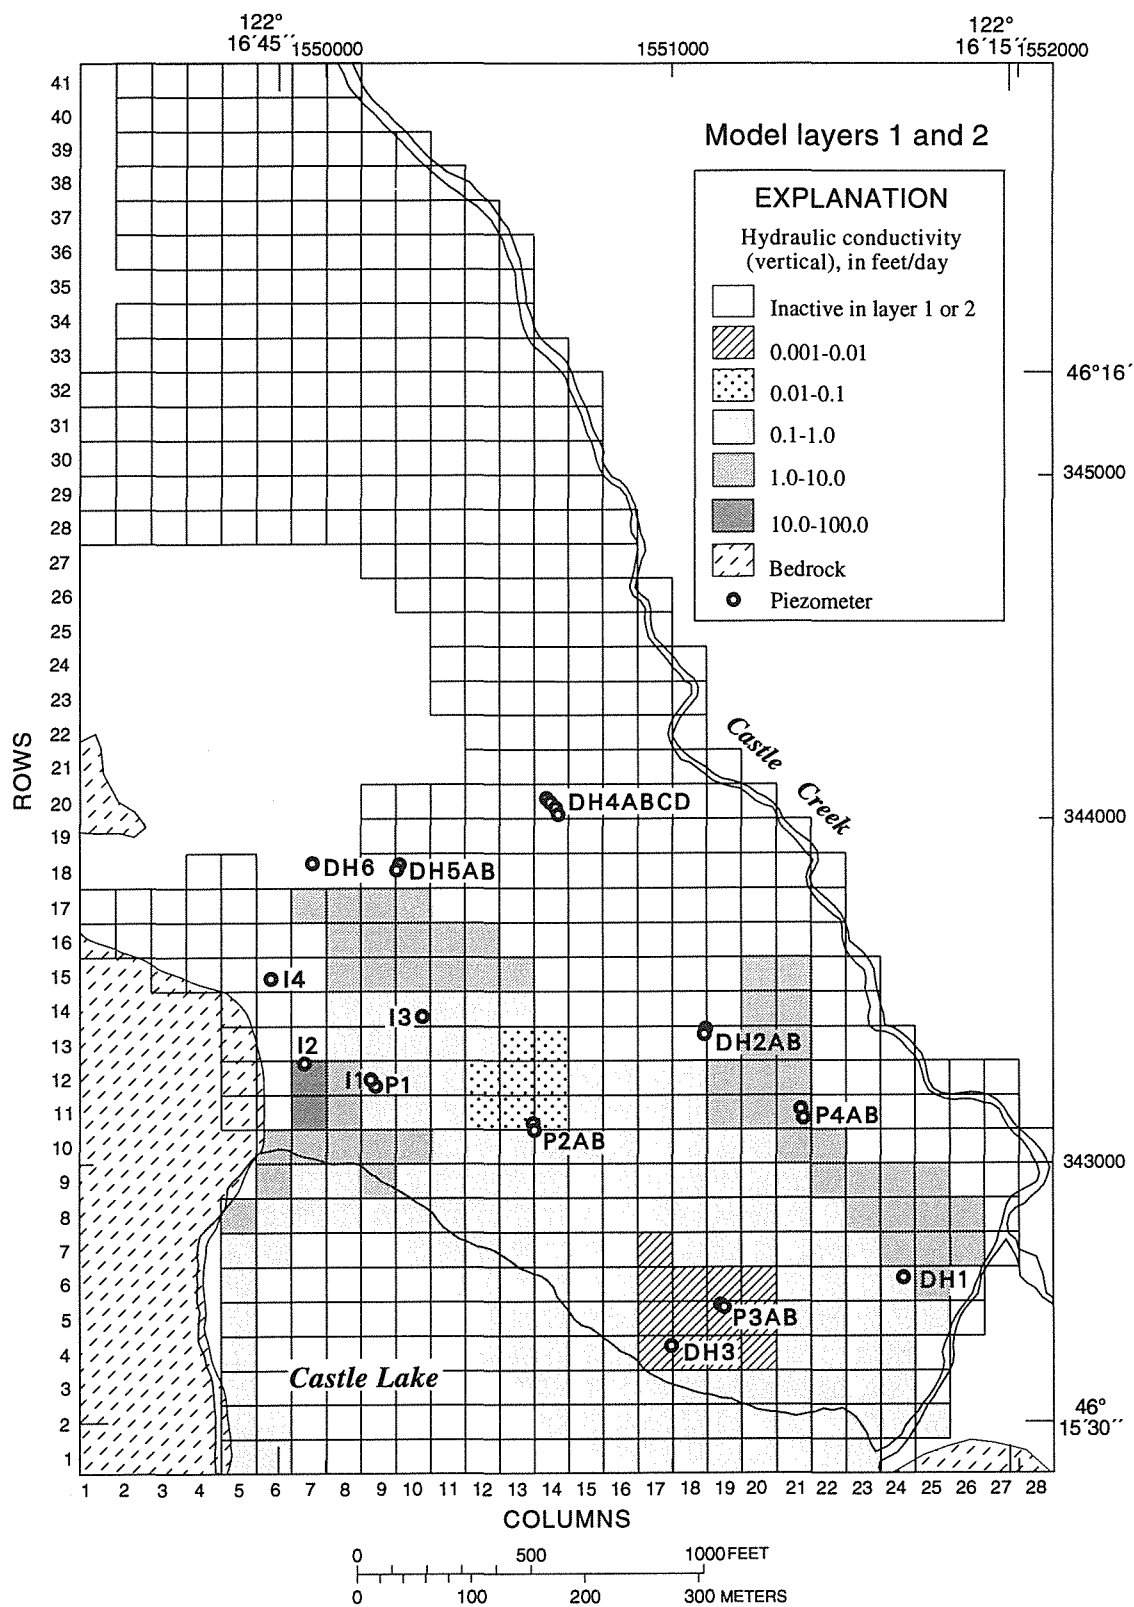 122°
16´45´´
1550000
1551000
122°
16´15´´
1552000
Model layers 1 and 2
EXPLANATION
Hydraulic conductivity
(vertical), in feet/day
Inactive in layer 1 or 2
0.001-0.01
0.01-0.1
0.1-1.0
1.0-10.0
10.0-100.0
Bedrock
Piezometer
41
40
39
38
37
36
35
34
33
32
31
30
29
28
27
26
25
24
23
22
21
20
19
18
17
16
15
14
13
12
11
10
9
8
7
6
5
4
3
2
1
ROWS
46°16´
345000
344000
343000
46°
15´30´´
Castle
Creek
DH4ABCD
DH6
DH5AB
I4
I3
I2
DH2AB
I1
P1
P4AB
P2AB
DH1
P3AB
DH3
Castle Lake
1 2 3 4 5 6 7 8 9 10 11 12 13 14 15 16 17 18 19 20 21 22 23 24 25 26 27 28
COLUMNS
0 500 1000 FEET
0 100 200 300 METERS